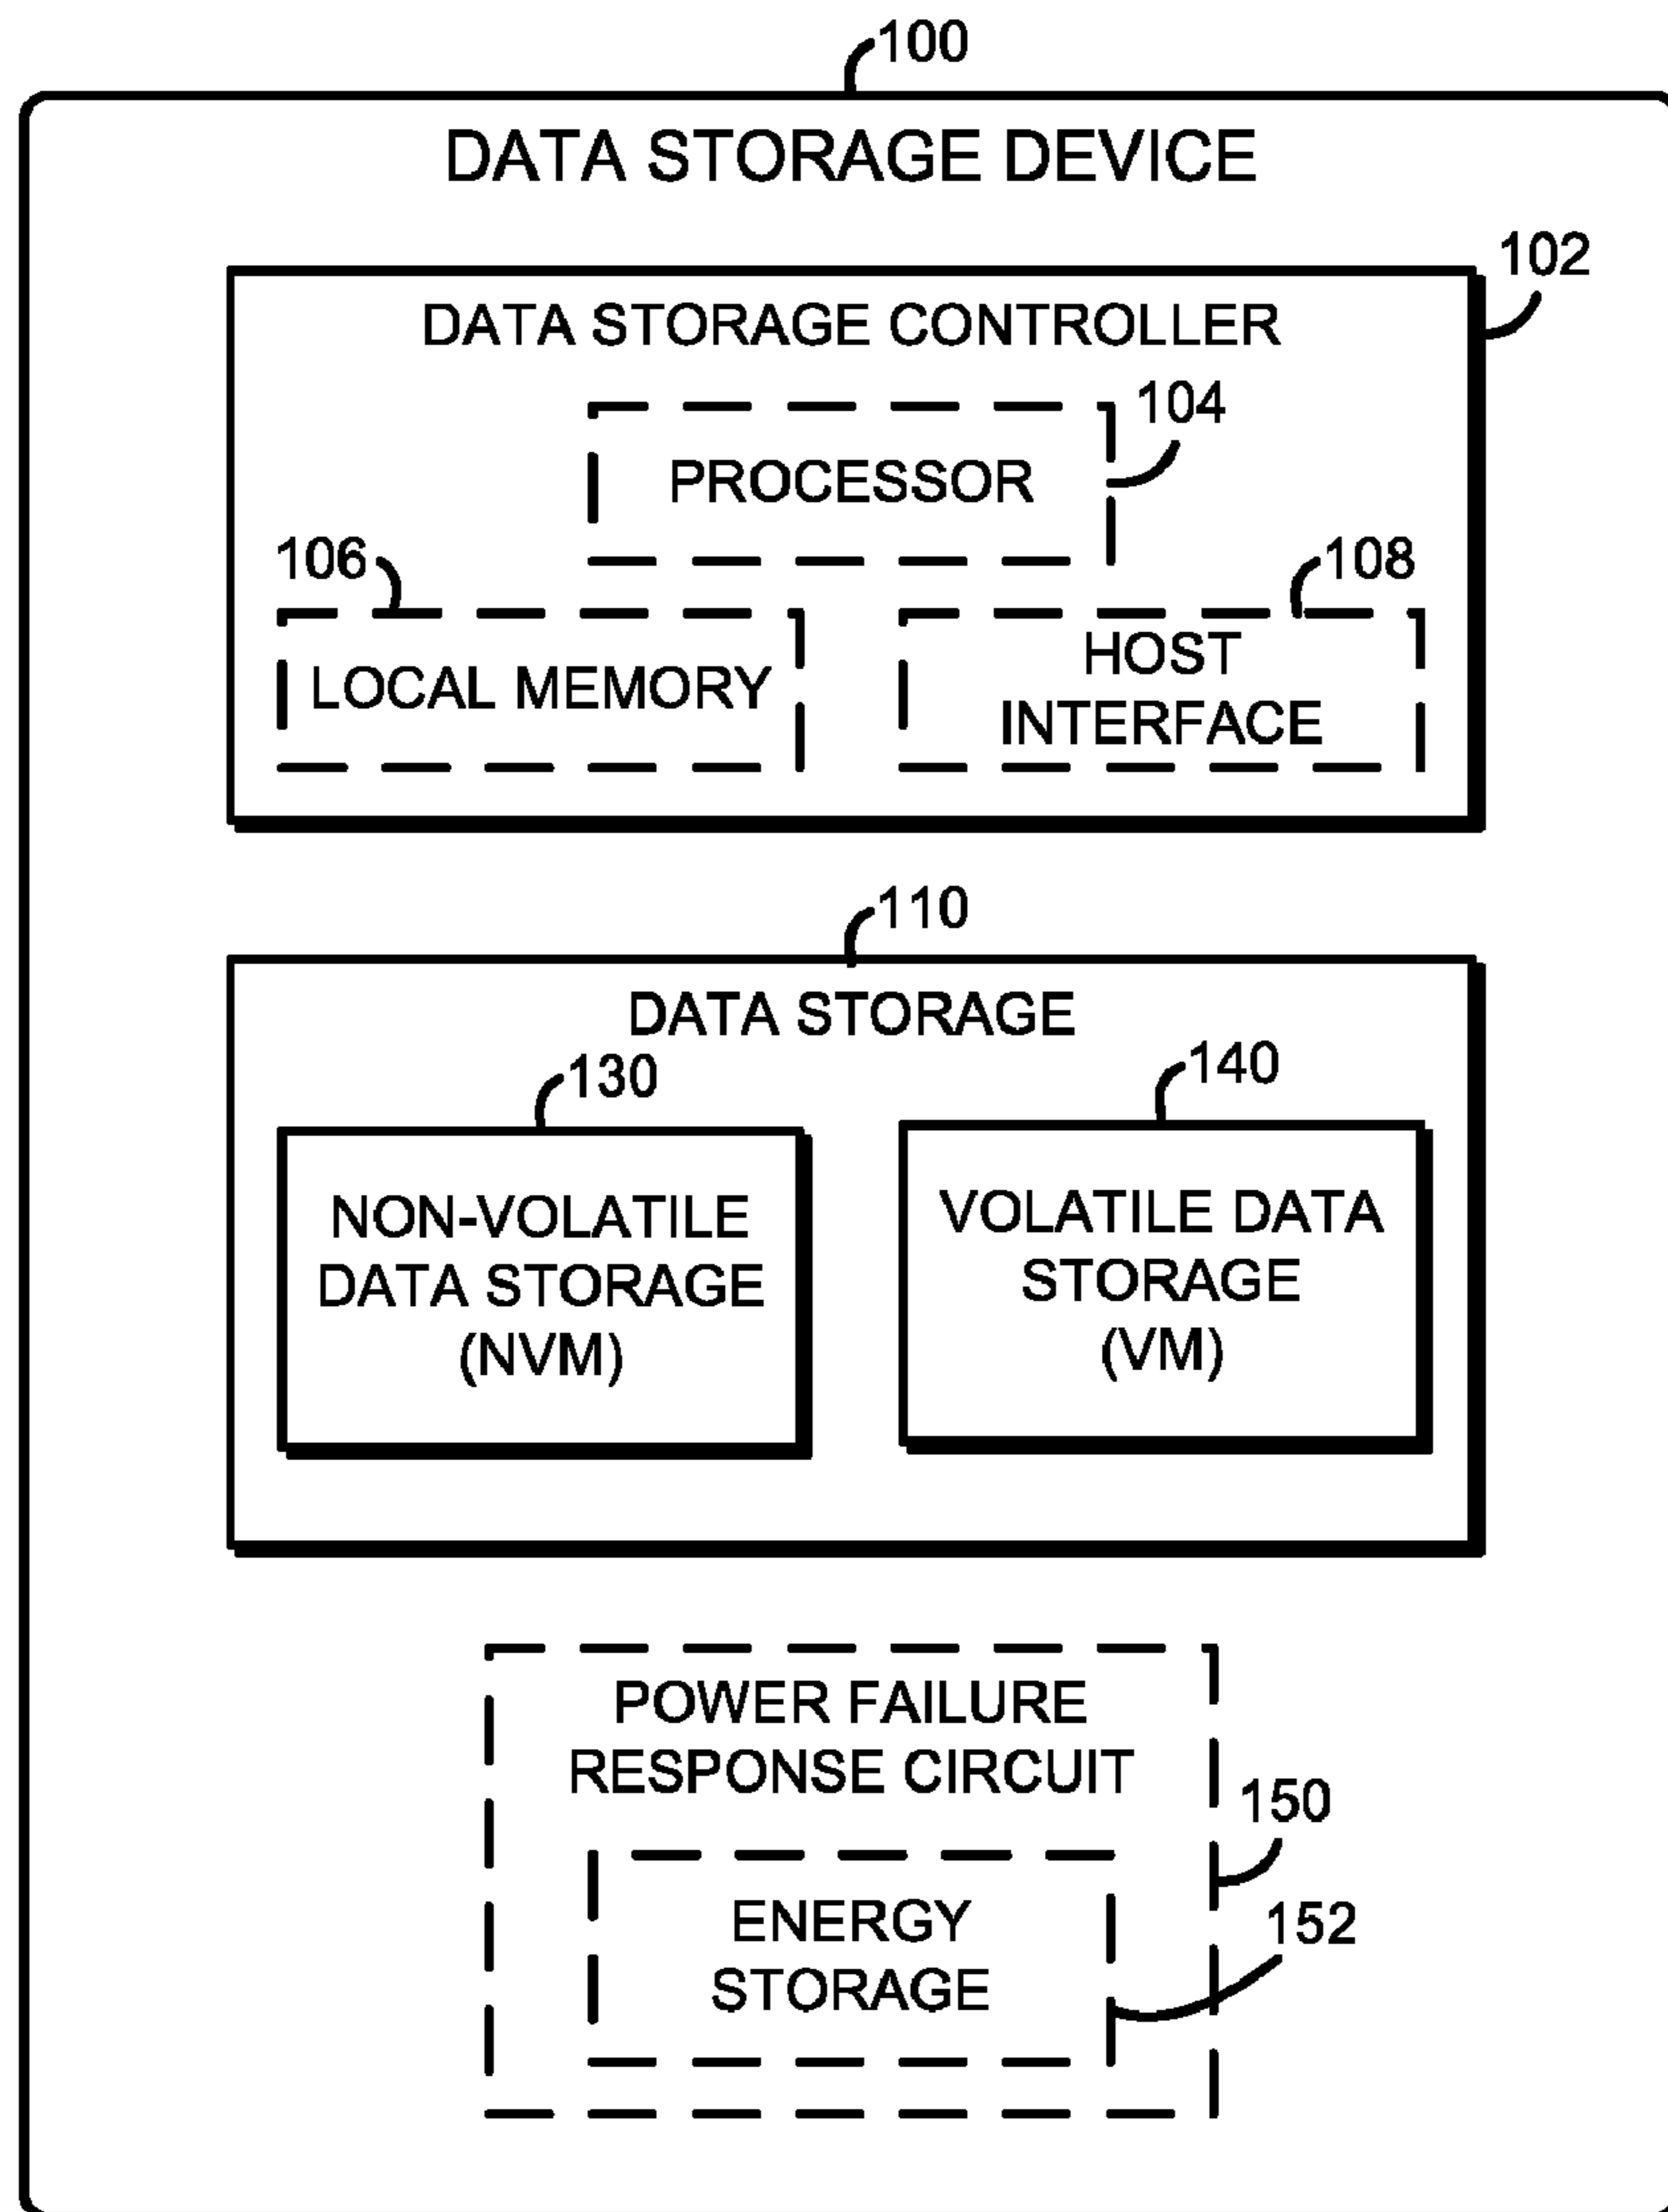 100
DATA STORAGE DEVICE
102
DATA STORAGE CONTROLLER
104
PROCESSOR
106
108
LOCAL MEMORY
HOST
INTERFACE
110
DATA STORAGE
130
140
NON-VOLATILE
DATA STORAGE
(NVM)
VOLATILE DATA
STORAGE
(VM)
POWER FAILURE
RESPONSE CIRCUIT
150
ENERGY
STORAGE
152